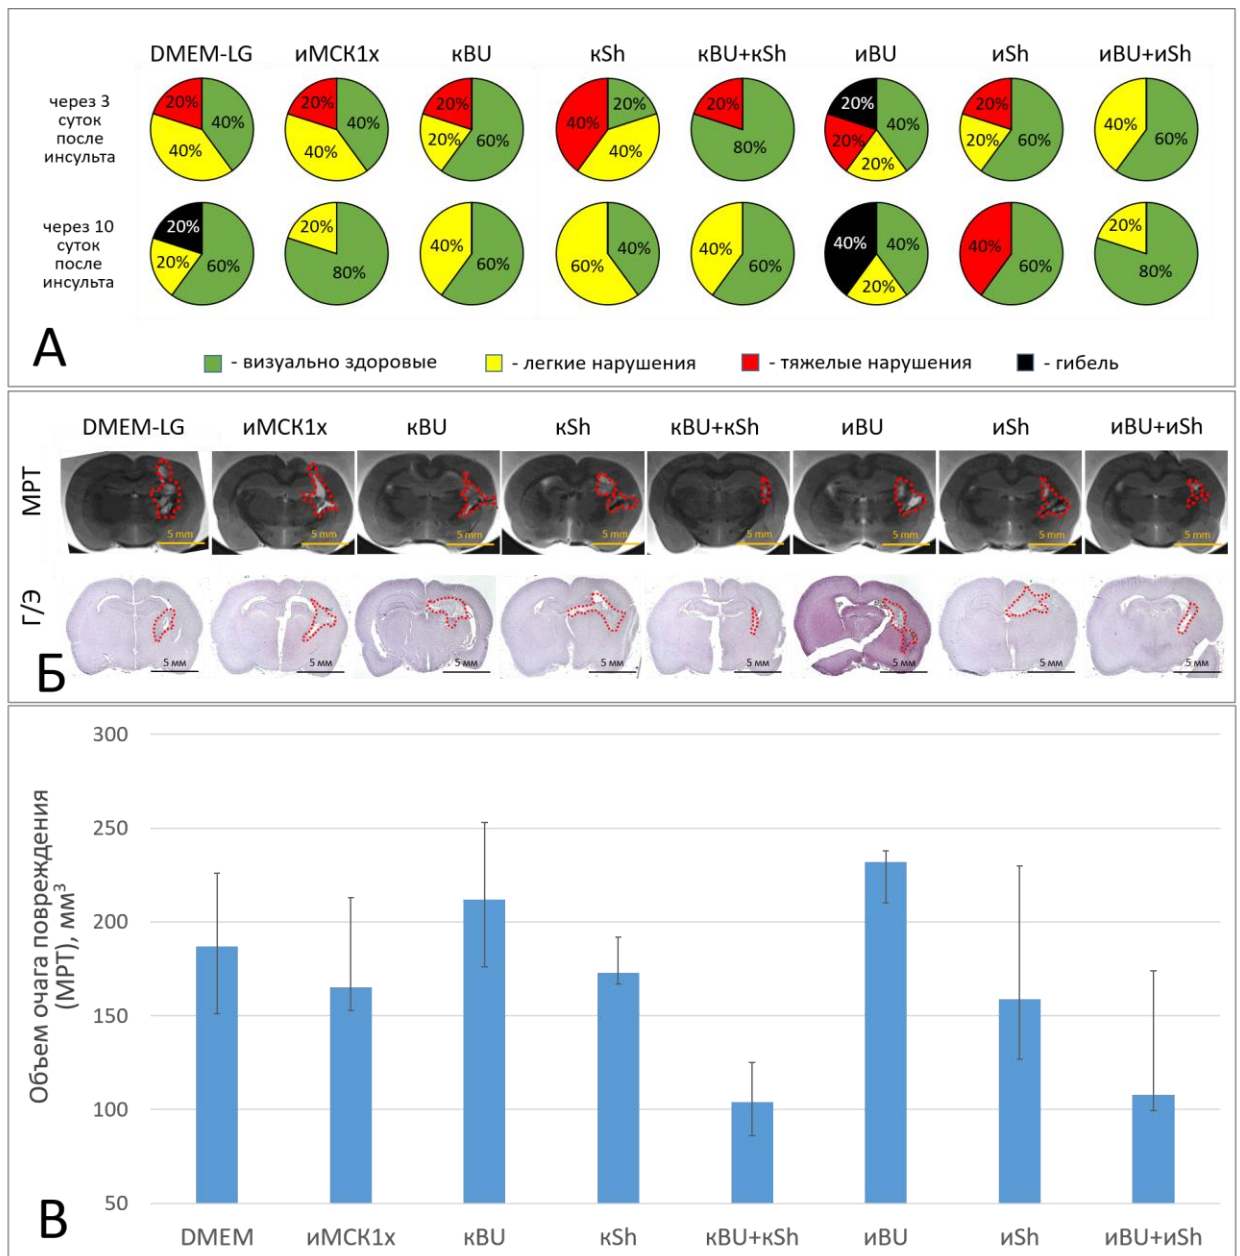 DMEM-LG иМСК1х кBU кSh кBU+кSh иBU иSh иBU+иSh
через 3
суток
после
инсульта
20% 40% 40%
20% 40% 40%
20% 20% 60%
40% 20% 40%
20% 80%
20% 40% 20% 20%
20% 20% 60%
40% 60%
через 10
суток
после
инсульта
20% 20% 60%
20% 80%
40% 60%
60% 40%
40% 60%
40% 40% 20%
40% 60%
20% 80%
А
- визуально здоровые - легкие нарушения - тяжелые нарушения - гибель
DMEM-LG иМСК1х кBU кSh кBU+кSh иBU иSh иBU+иSh
МРТ
5 mm 5 mm 5 mm 5 mm 5 mm 5 mm 5 mm 5 mm
Г/Э
5 мм 5 мм 5 мм 5 мм 5 мм 5 мм 5 мм 5 мм
Б
Объем очага повреждения
(МРТ), мм³
300
250
200
150
100
50
В
DMEM иМСК1х кBU кSh кBU+кSh иBU иSh иBU+иSh